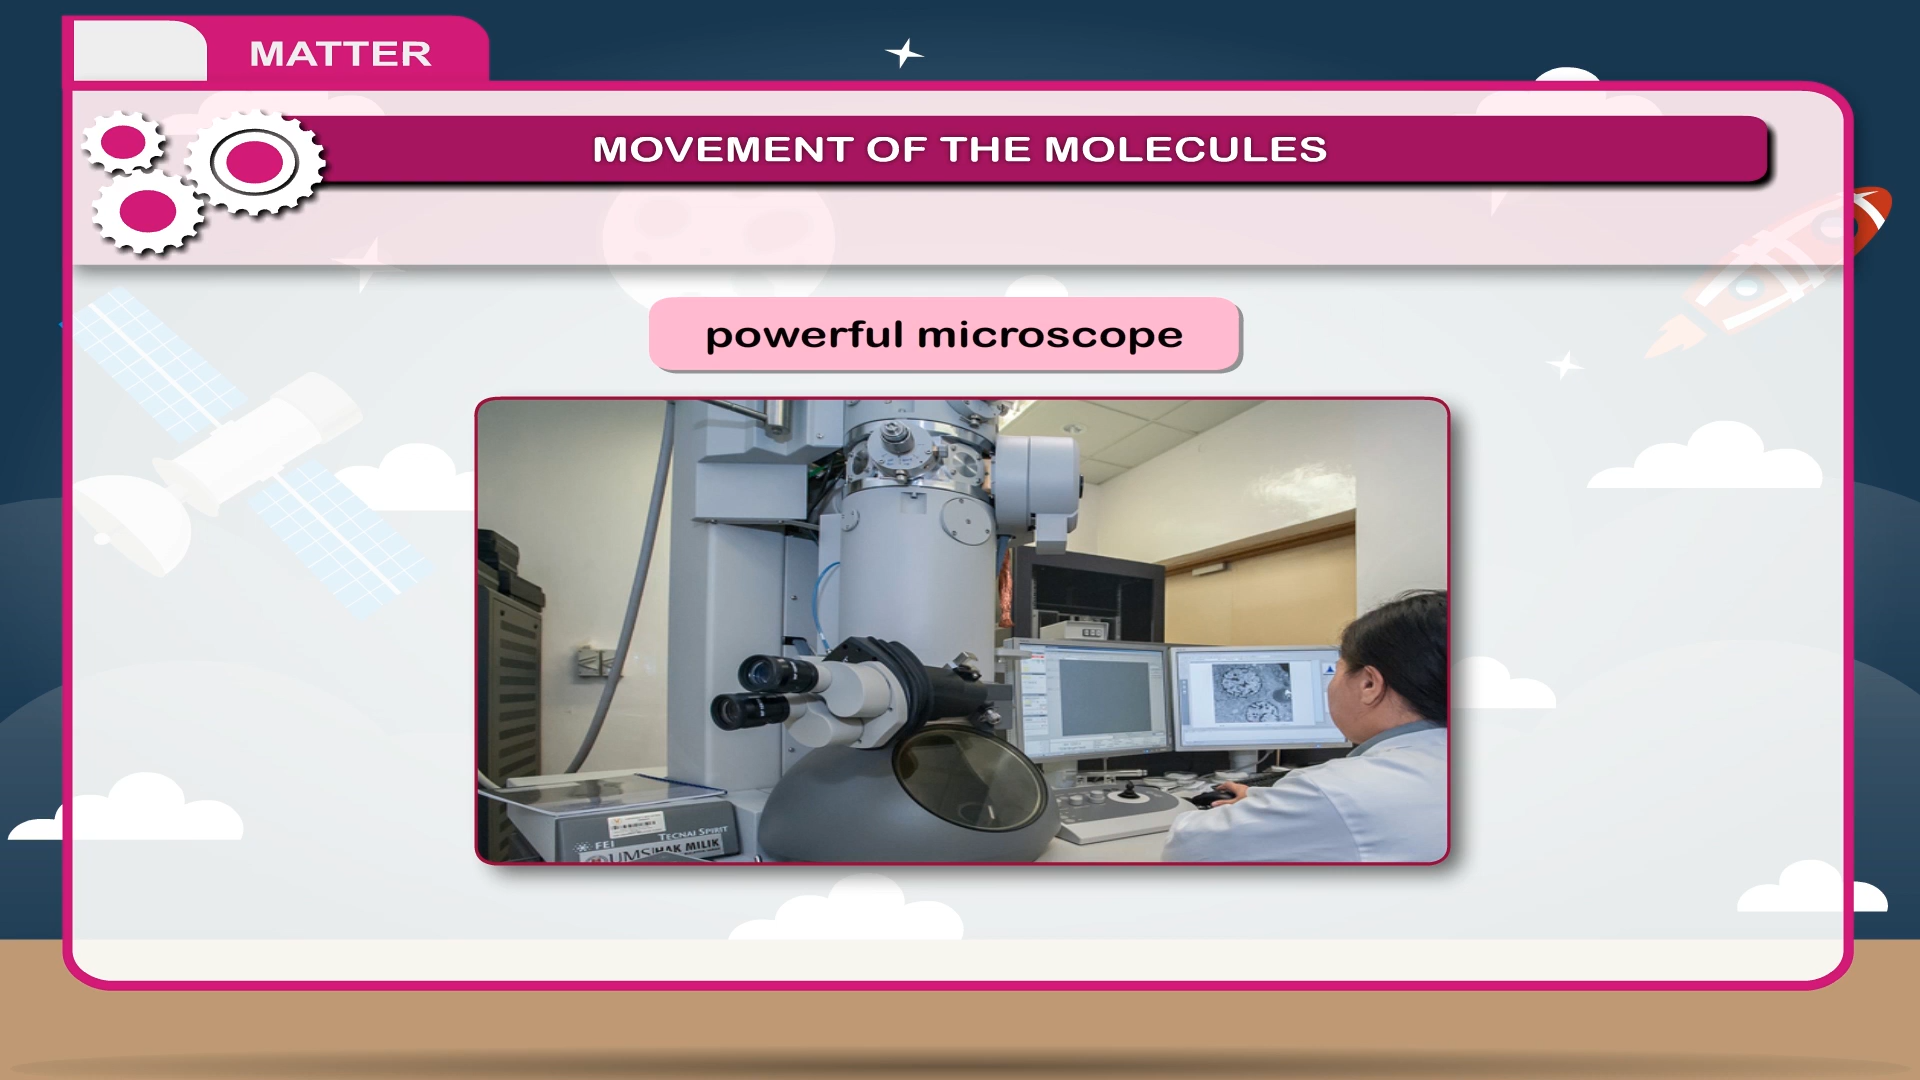 MATTER
MOVEMENT OF THE MOLECULES
powerful microscope
TECNAI SPIRIT
FEI
UMS HAK MILIK